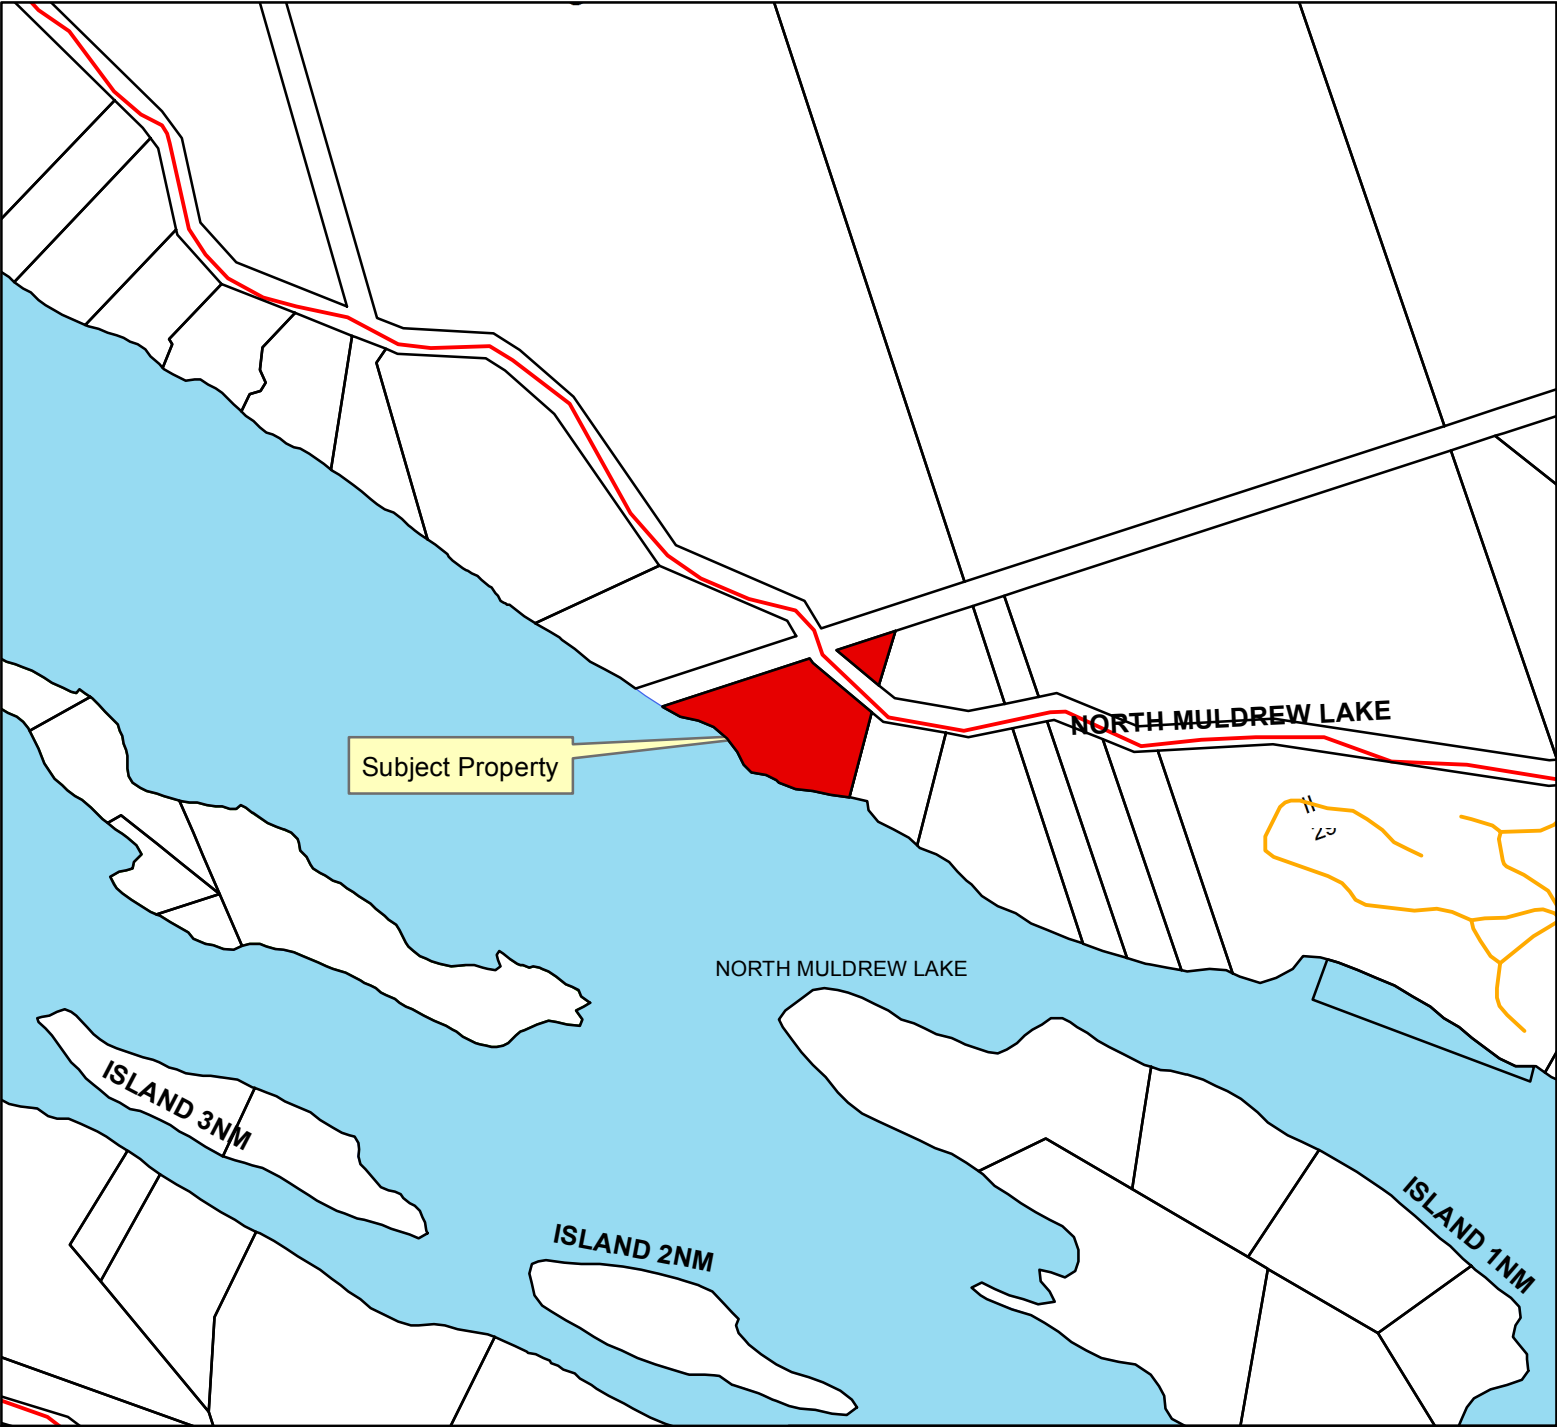 NORTH MULDREW LAKE
Subject Property
NORTH MULDREW LAKE
ISLAND 3NM
ISLAND 1NM
ISLAND 2NM